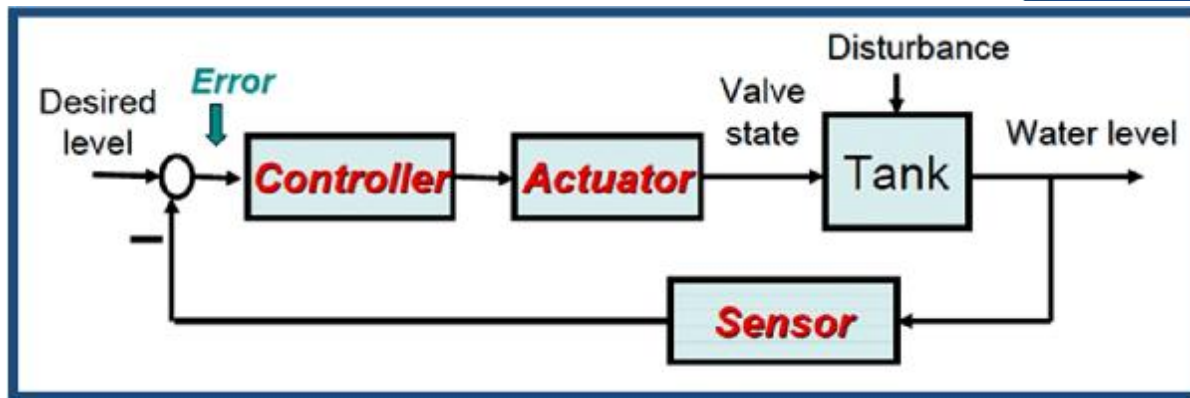 Disturbance
Error
Desired
level
Valve
state
Water level
Controller
Actuator
Tank
−
Sensor